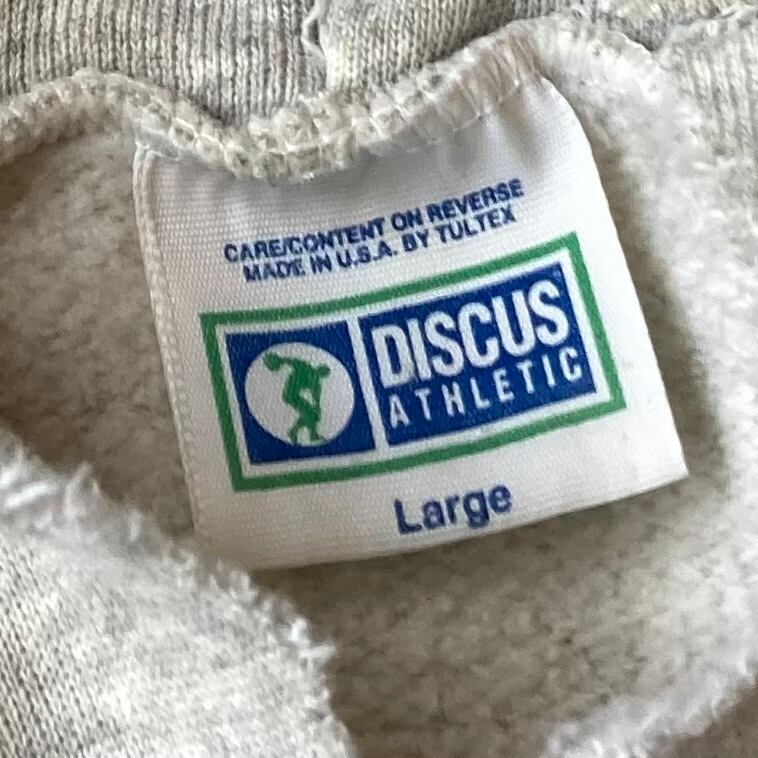 CARE/CONTENT ON REVERSE
MADE IN U.S.A. BY TULTEX
DISCUS
ATHLETIC
Large